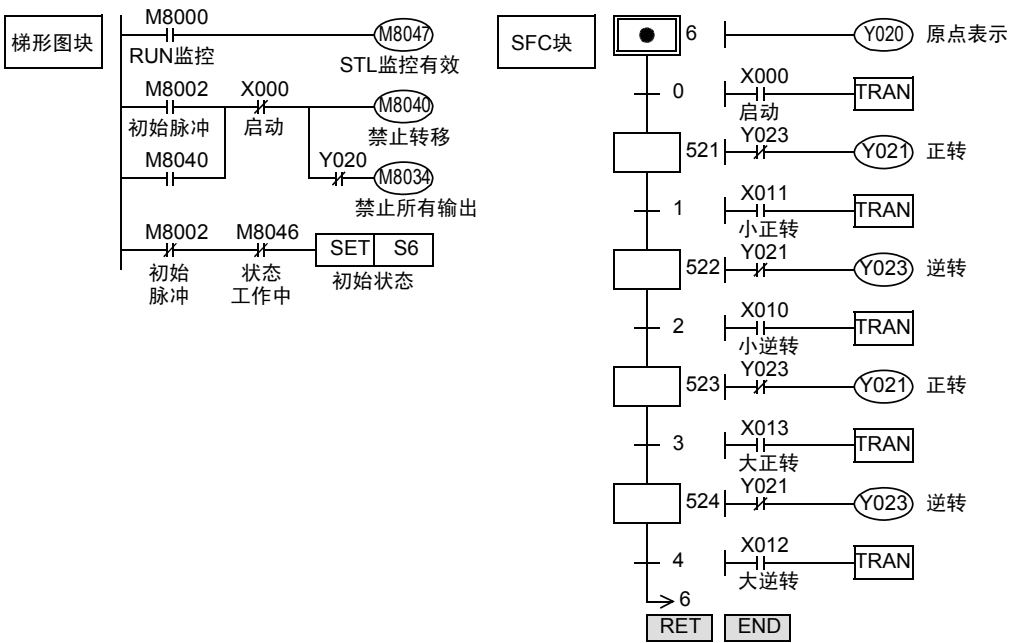 梯形图块
M8000
M8047
RUN监控
STL监控有效
M8002
X000
M8040
初始脉冲
启动
禁止转移
M8040
Y020
M8034
禁止所有输出
M8002
M8046
SET
S6
初始
脉冲
状态
工作中
初始状态
SFC块
6
Y020
原点表示
0
X000
TRAN
启动
521
Y023
Y021
正转
1
X011
TRAN
小正转
522
Y021
Y023
逆转
2
X010
TRAN
小逆转
523
Y023
Y021
正转
3
X013
TRAN
大正转
524
Y021
Y023
逆转
4
X012
TRAN
大逆转
6
RET
END